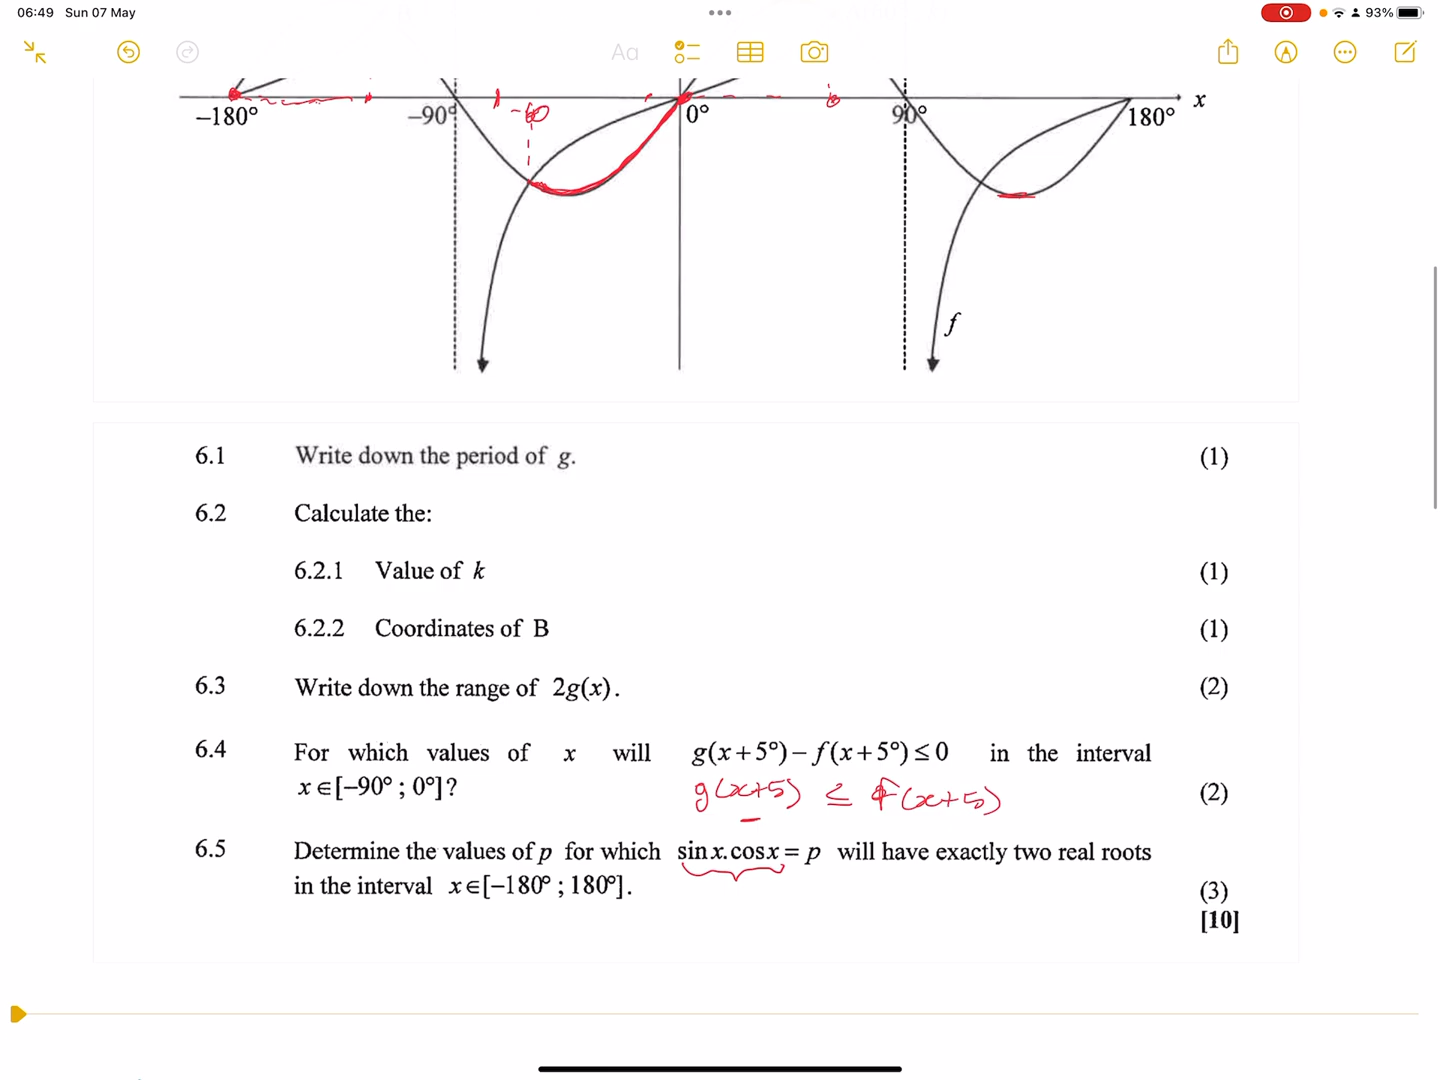 06:49 Sun 07 May
93%
Aa
x
-180°
-90°
-60
0°
90°
180°
f
6.1 Write down the period of g. (1)
6.2 Calculate the:
6.2.1 Value of k (1)
6.2.2 Coordinates of B (1)
6.3 Write down the range of 2g(x). (2)
6.4 For which values of x will g(x+5°)−f(x+5°)≤0 in the interval
x∈[−90° ; 0°]? (2)
g(x+5) ≤ f(x+5)
6.5 Determine the values of p for which sin x.cos x = p will have exactly two real roots
in the interval x∈[−180° ; 180°]. (3)
[10]